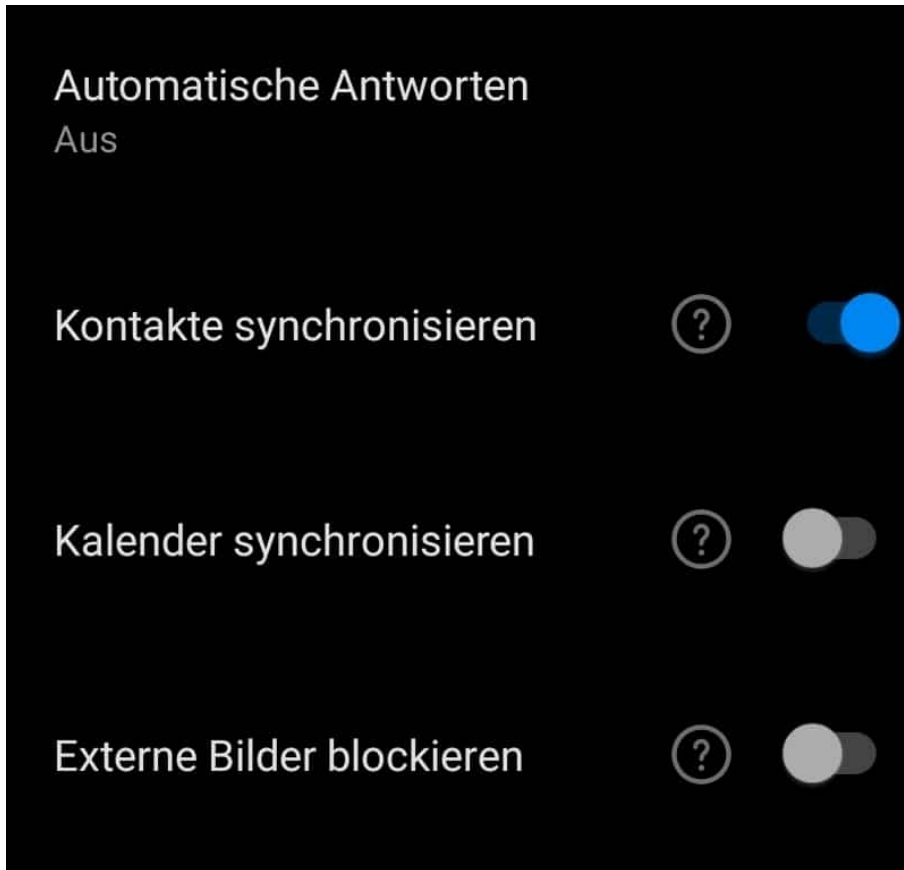 Automatische Antworten
Aus
Kontakte synchronisieren
?
Kalender synchronisieren
?
Externe Bilder blockieren
?